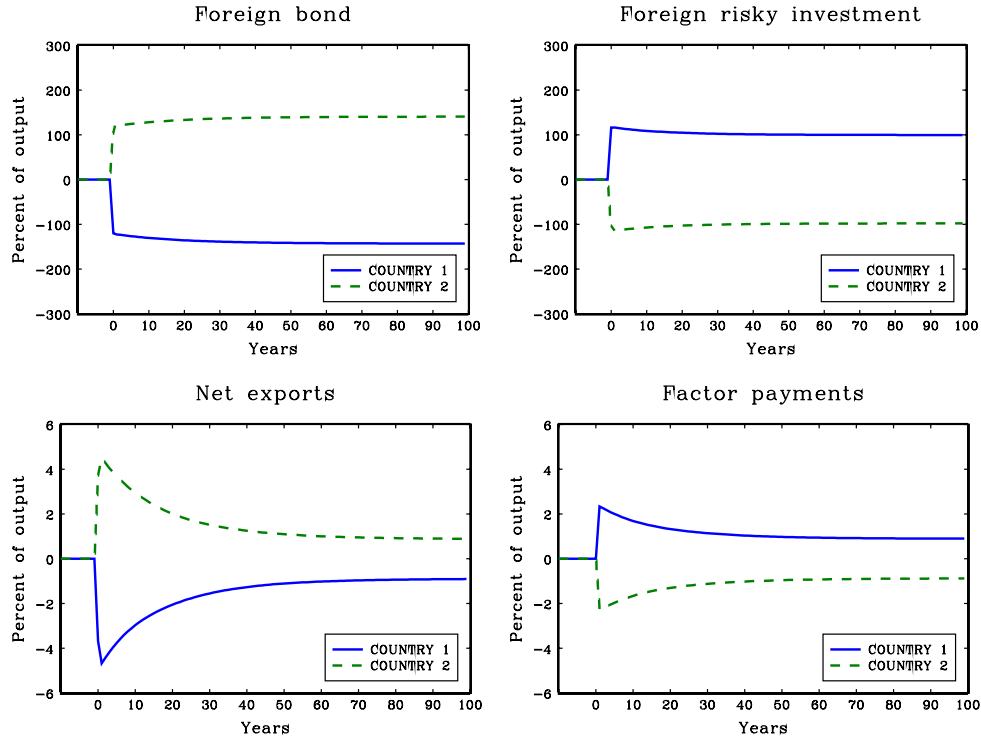 Foreign bond
Percent of output
300
200
100
0
−100
−200
−300
COUNTRY 1
COUNTRY 2
0 10 20 30 40 50 60 70 80 90 100
Years
Foreign risky investment
Percent of output
300
200
100
0
−100
−200
−300
COUNTRY 1
COUNTRY 2
0 10 20 30 40 50 60 70 80 90 100
Years
Net exports
Percent of output
6
4
2
0
−2
−4
−6
COUNTRY 1
COUNTRY 2
0 10 20 30 40 50 60 70 80 90 100
Years
Factor payments
Percent of output
6
4
2
0
−2
−4
−6
COUNTRY 1
COUNTRY 2
0 10 20 30 40 50 60 70 80 90 100
Years